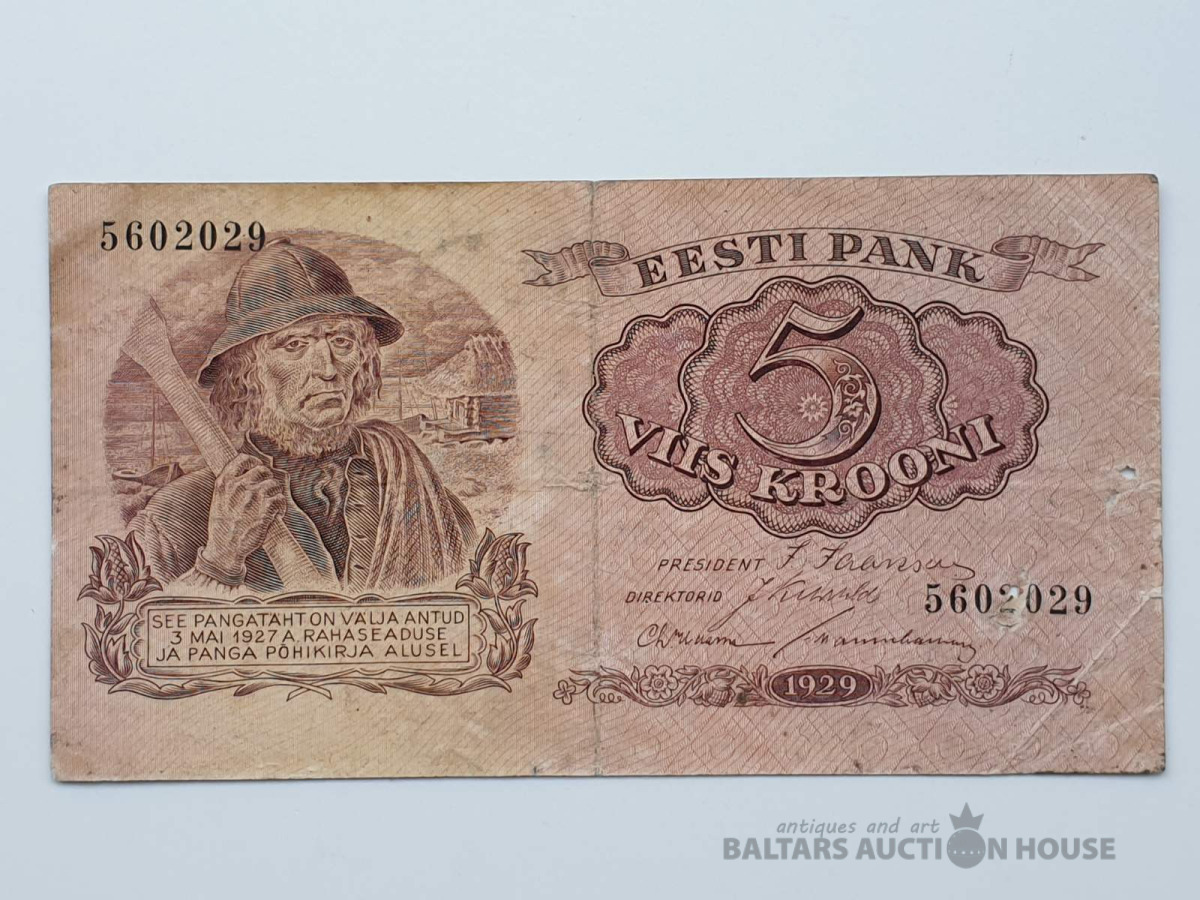 5602029
EESTI PANK
5
VIIS KROONI
PRESIDENT
DIREKTORID
5602029
SEE PANGATÄHT ON VÄLJA ANTUD
3 MAI 1927 A. RAHASEADUSE
JA PANGA PÕHIKIRJA ALUSEL
1929
antiques and art
BALTARS AUCTION HOUSE